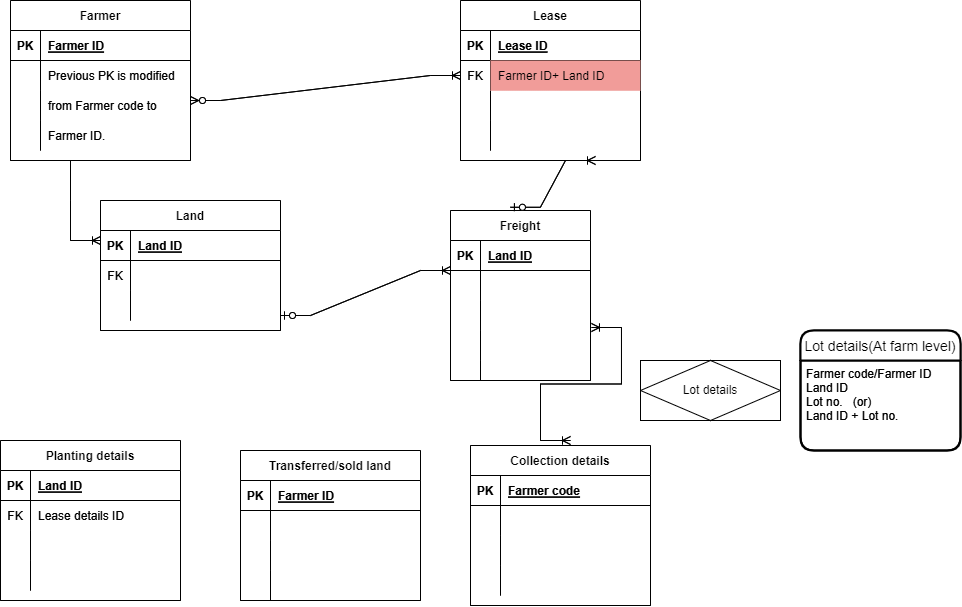 Farmer
PK Farmer ID
Previous PK is modified
from Farmer code to
Farmer ID.
Lease
PK Lease ID
FK Farmer ID+ Land ID
Land
PK Land ID
FK
Freight
PK Land ID
Lot details
Lot details(At farm level)
Farmer code/Farmer ID
Land ID
Lot no. (or)
Land ID + Lot no.
Planting details
PK Land ID
FK Lease details ID
Transferred/sold land
PK Farmer ID
Collection details
PK Farmer code